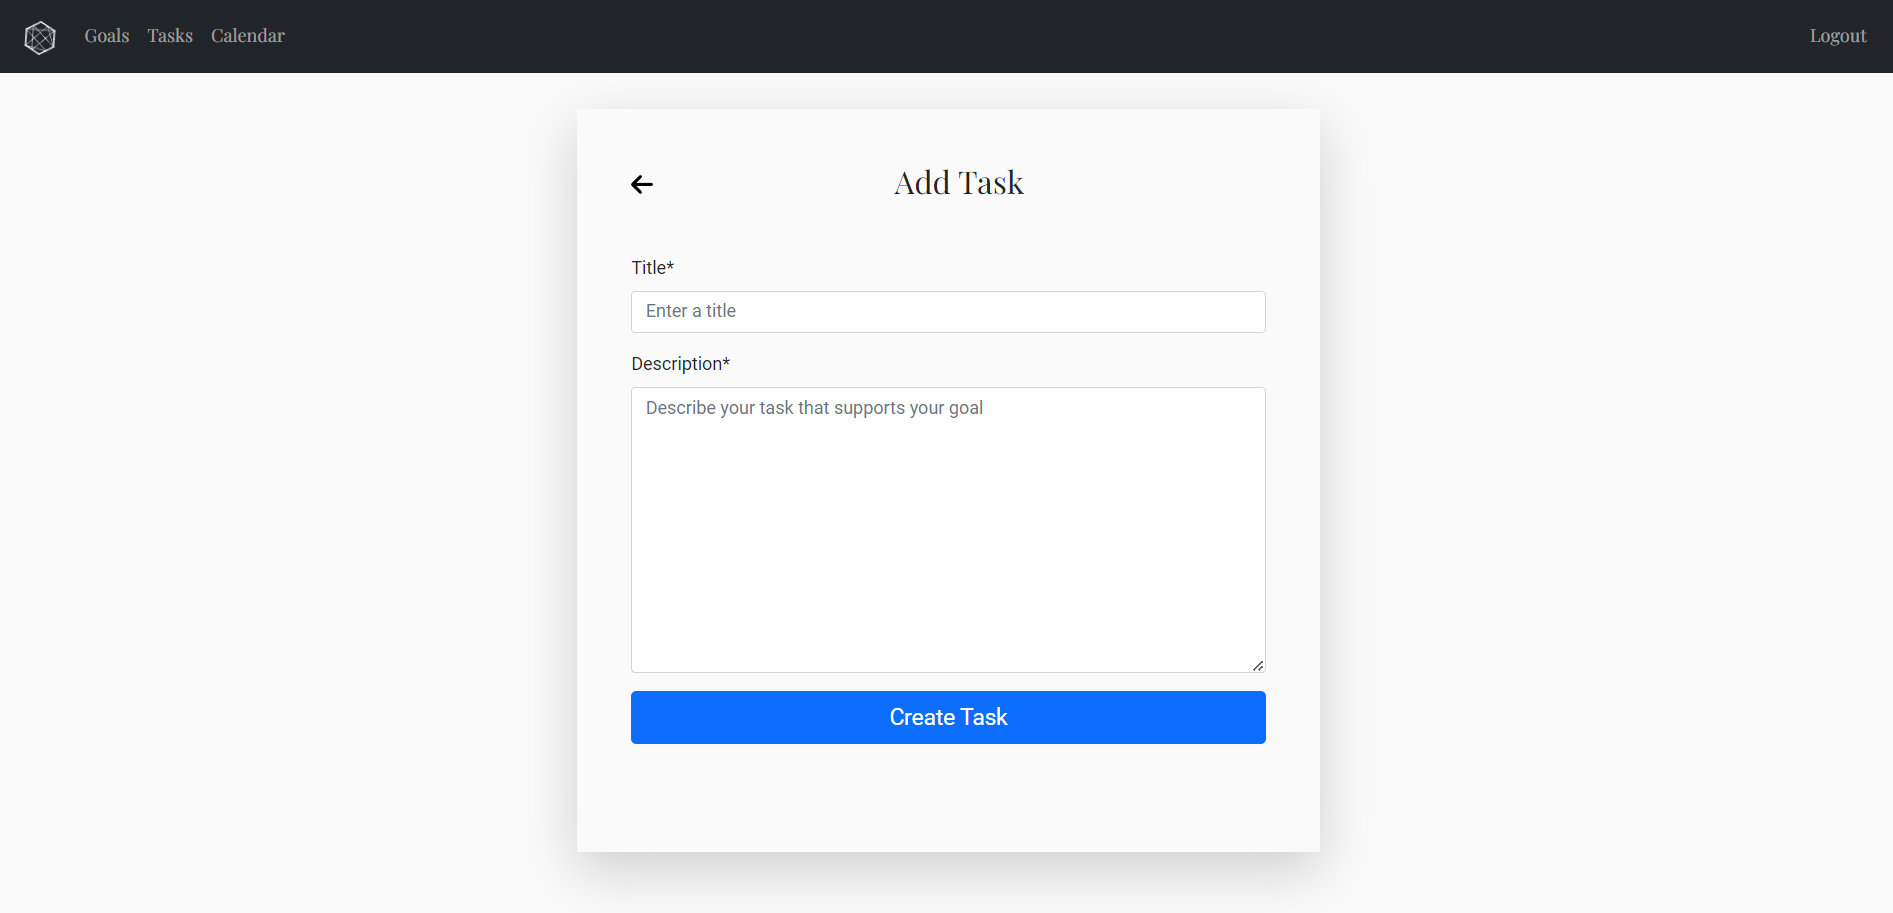 Goals Tasks Calendar Logout
Add Task
Title*
Enter a title
Description*
Describe your task that supports your goal
Create Task